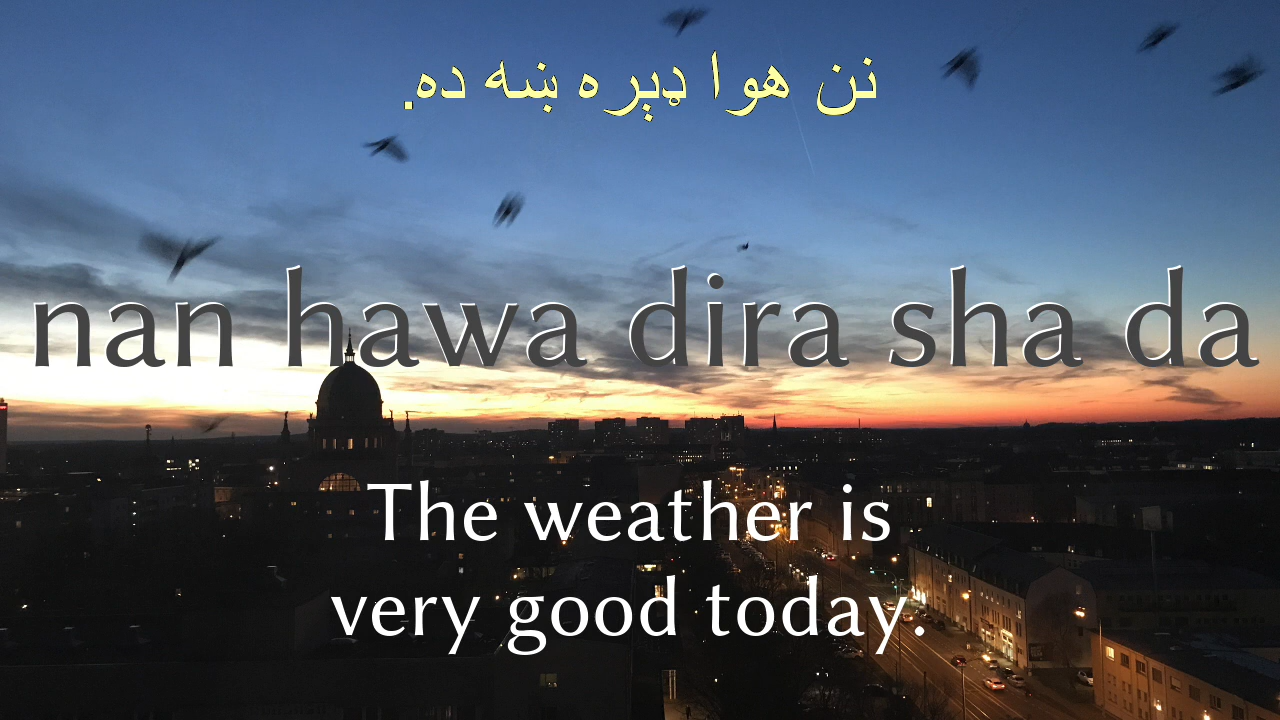 نن هوا ډېره ښه ده.
nan hawa dira sha da
The weather is
very good today.